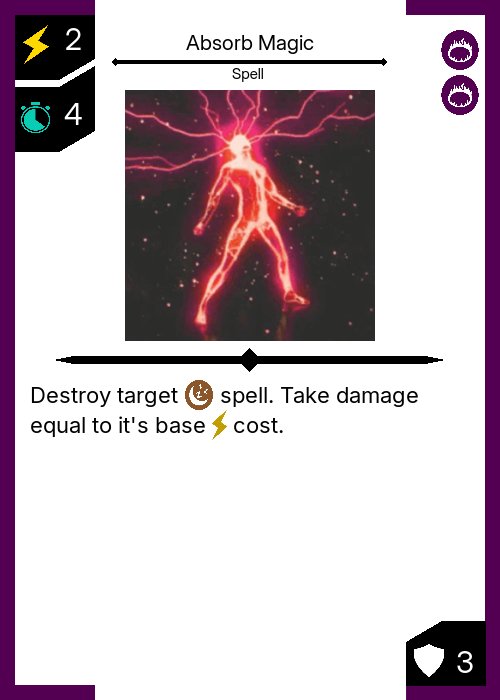 2
4
Absorb Magic
Spell
Destroy target spell. Take damage
equal to it's base cost.
3